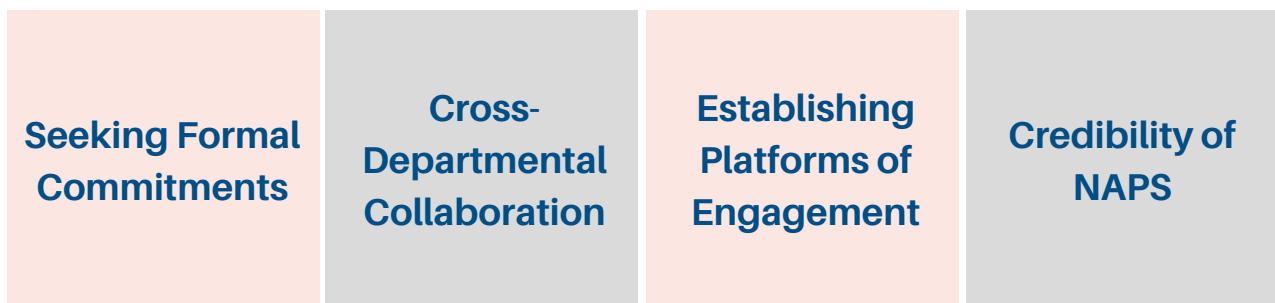 Seeking Formal
Commitments
Cross-
Departmental
Collaboration
Establishing
Platforms of
Engagement
Credibility of
NAPS